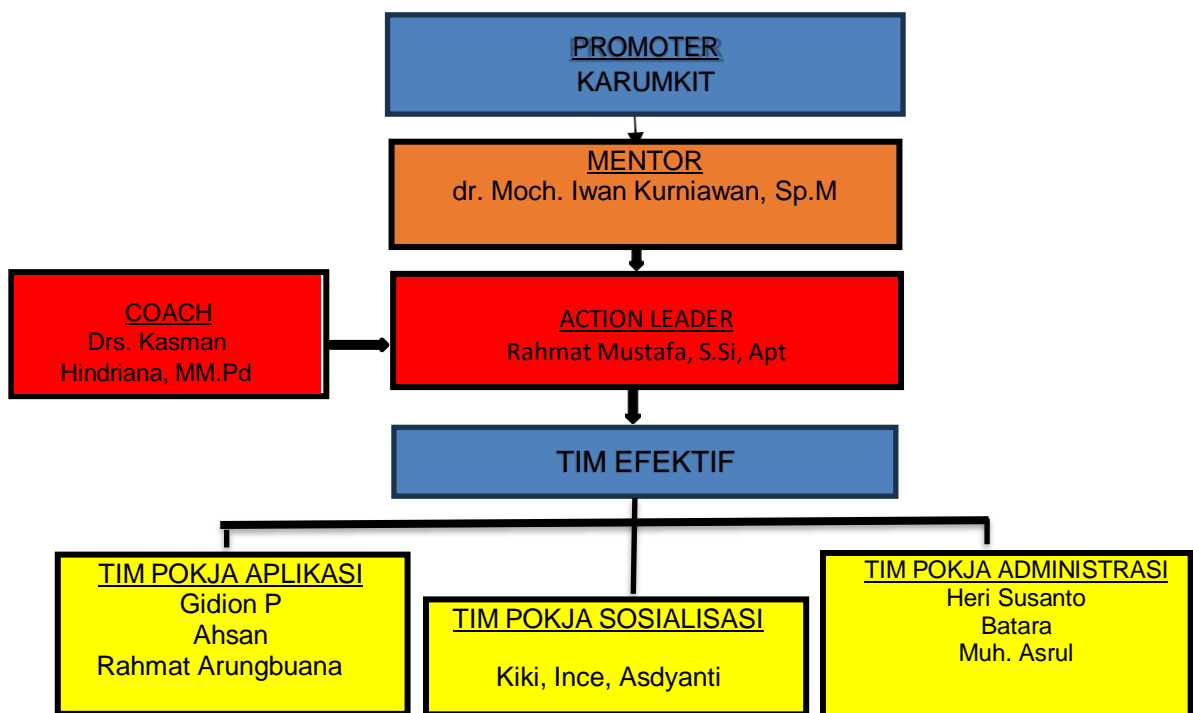 PROMOTER
KARUMKIT
MENTOR
dr. Moch. Iwan Kurniawan, Sp.M
COACH
Drs. Kasman
Hindriana, MM.Pd
ACTION LEADER
Rahmat Mustafa, S.Si, Apt
TIM EFEKTIF
TIM POKJA APLIKASI
Gidion P
Ahsan
Rahmat Arungbuana
TIM POKJA SOSIALISASI
Kiki, Ince, Asdyanti
TIM POKJA ADMINISTRASI
Heri Susanto
Batara
Muh. Asrul